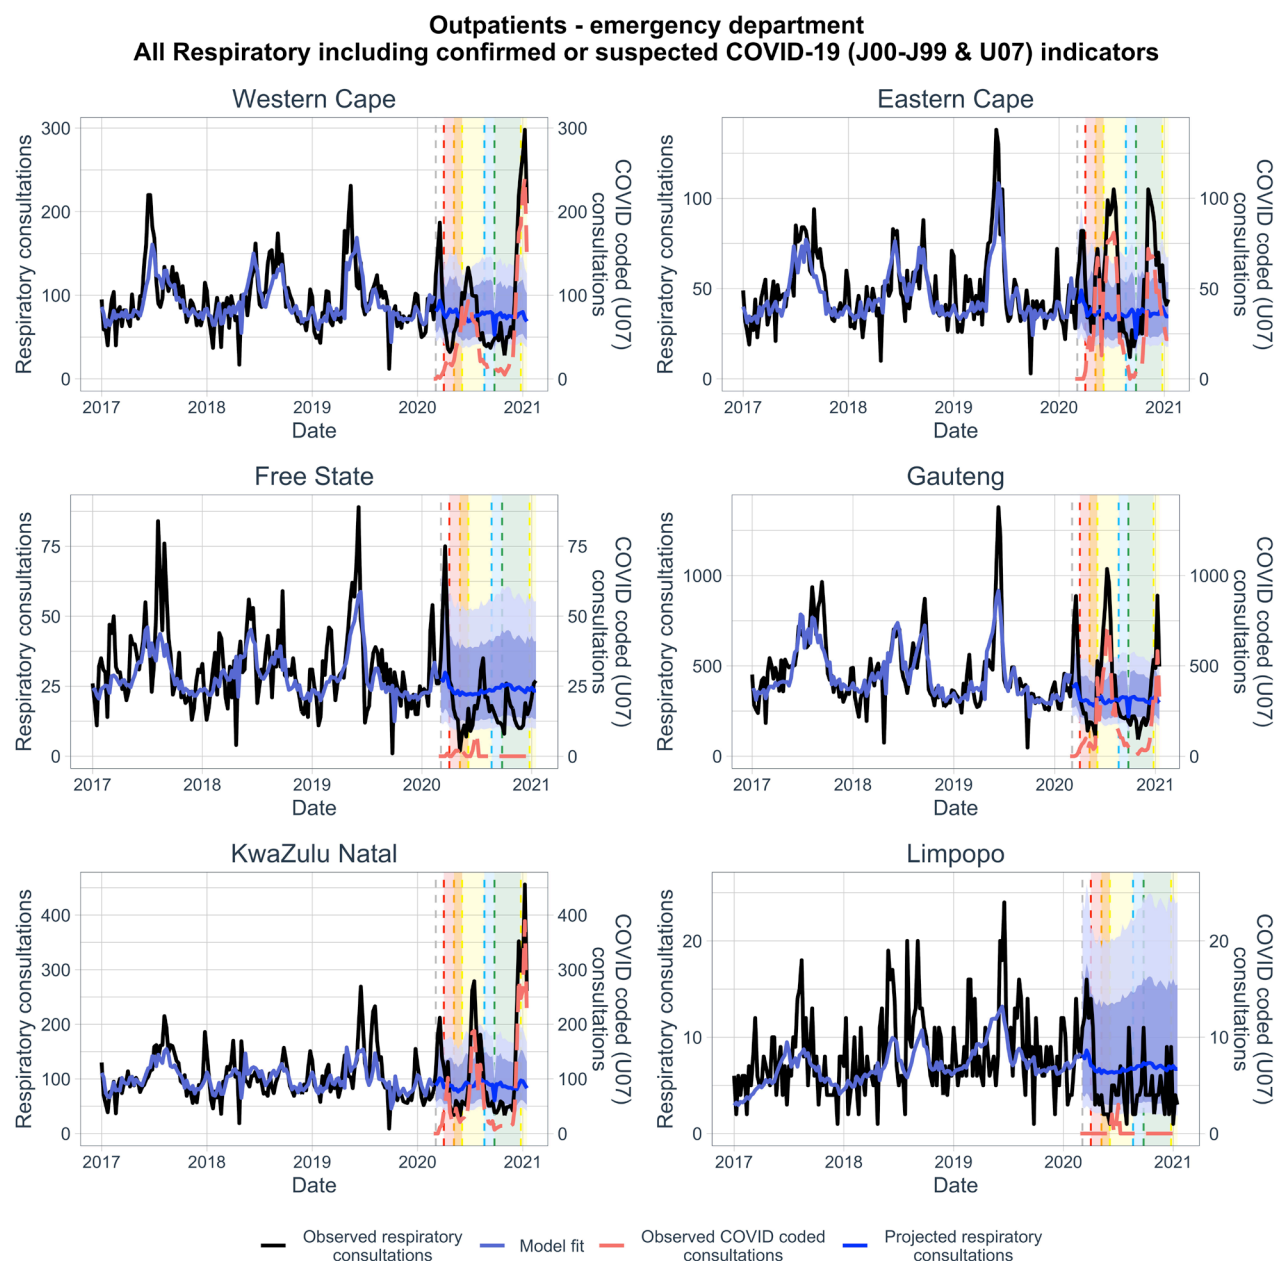 Outpatients - emergency department
All Respiratory including confirmed or suspected COVID-19 (J00-J99 & U07) indicators
Western Cape
Respiratory consultations
300
200
100
0
300
200
100
0
COVID coded (U07)
consultations
2017 2018 2019 2020 2021
Date
Eastern Cape
Respiratory consultations
100
50
0
100
50
0
COVID coded (U07)
consultations
2017 2018 2019 2020 2021
Date
Free State
Respiratory consultations
75
50
25
0
75
50
25
0
COVID coded (U07)
consultations
2017 2018 2019 2020 2021
Date
Gauteng
Respiratory consultations
1000
500
0
1000
500
0
COVID coded (U07)
consultations
2017 2018 2019 2020 2021
Date
KwaZulu Natal
Respiratory consultations
400
300
200
100
0
400
300
200
100
0
COVID coded (U07)
consultations
2017 2018 2019 2020 2021
Date
Limpopo
Respiratory consultations
20
10
0
20
10
0
COVID coded (U07)
consultations
2017 2018 2019 2020 2021
Date
Observed respiratory
consultations
Model fit
Observed COVID coded
consultations
Projected respiratory
consultations